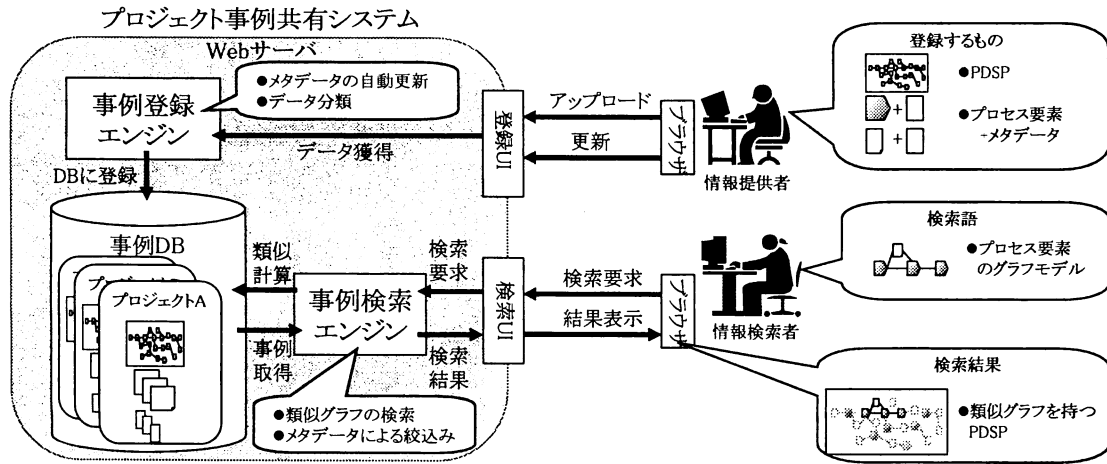 プロジェクト事例共有システム
Webサーバ
事例登録
エンジン
●メタデータの自動更新
●データ分類
データ獲得
DBに登録
登録UI
アップロード
更新
ブラウザ
情報提供者
登録するもの
●PDSP
+
●プロセス要素
+
-メタデータ
事例DB
プロジェクトA
類似
計算
事例
取得
事例検索
エンジン
検索
要求
検索
結果
●類似グラフの検索
●メタデータによる絞込み
検索UI
検索要求
結果表示
ブラウザ
情報検索者
検索語
●プロセス要素
のグラフモデル
検索結果
●類似グラフを持つ
PDSP